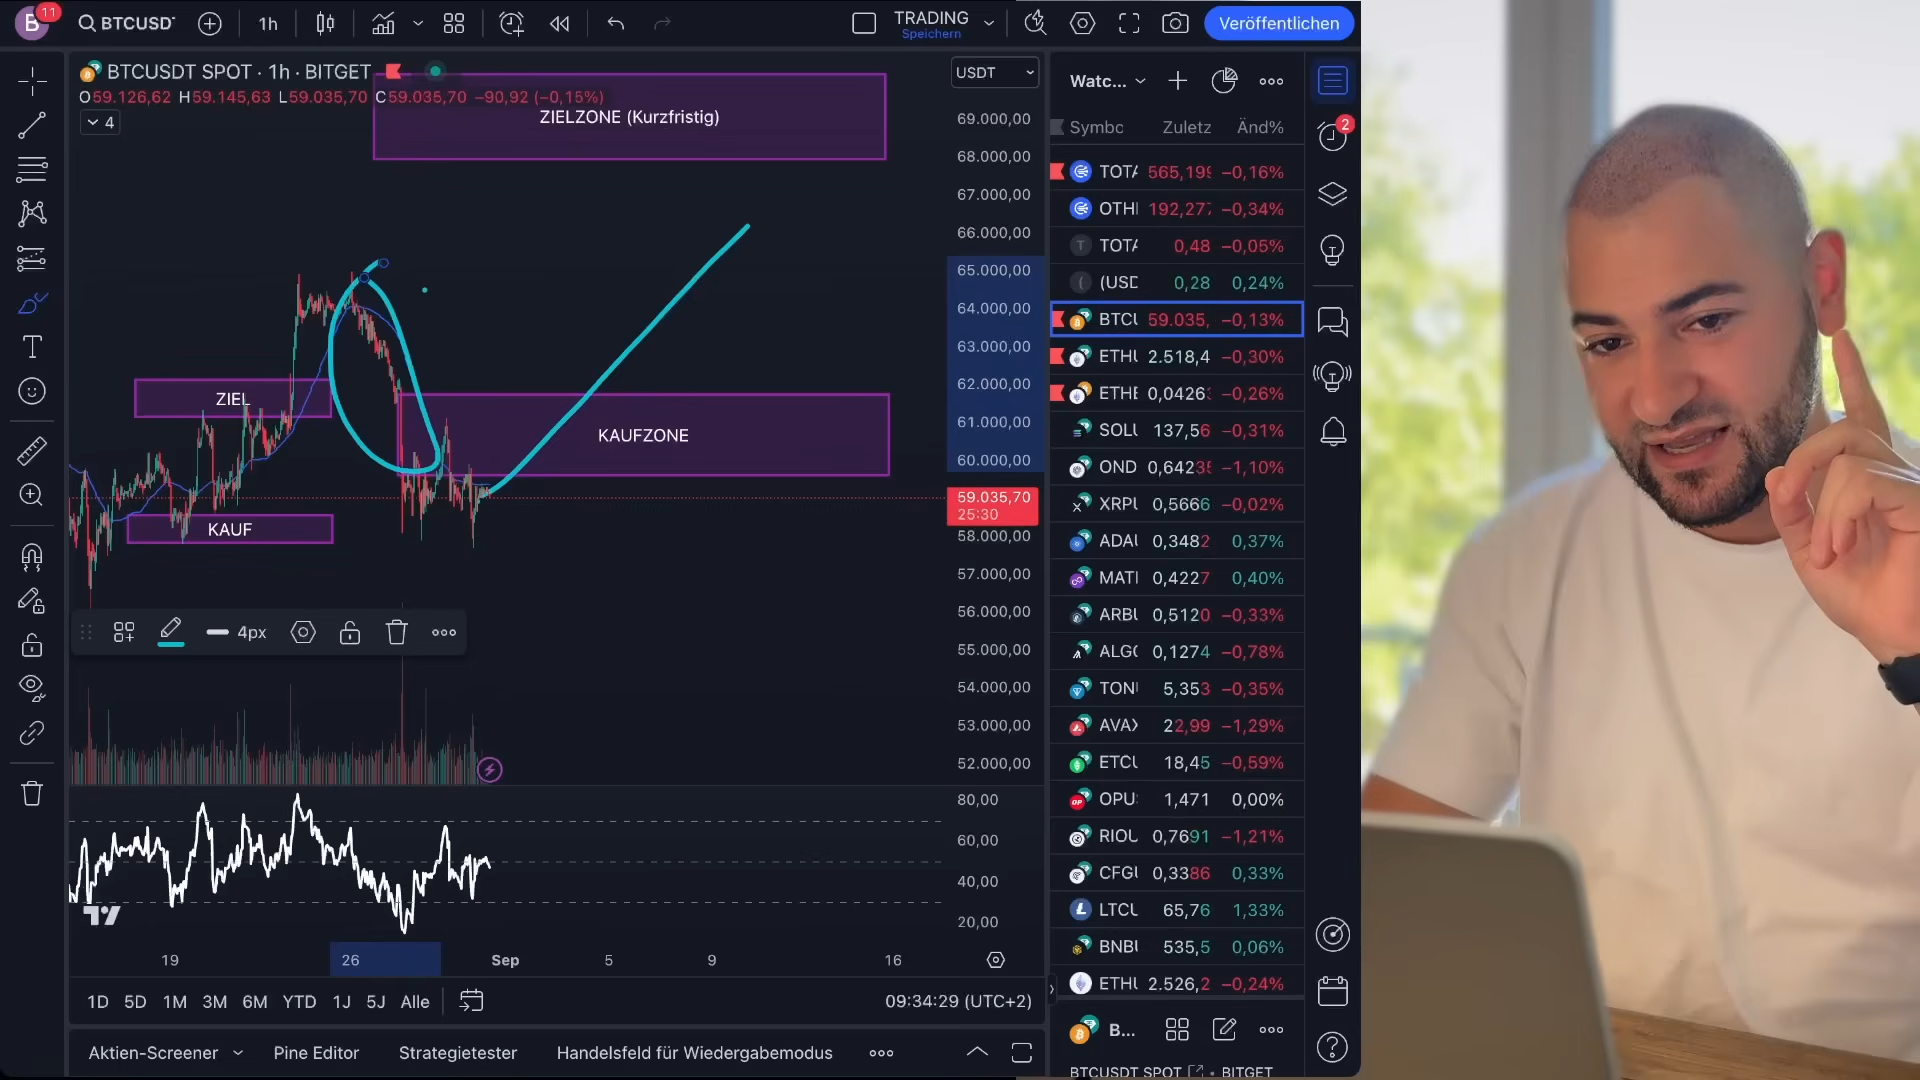 B
11
BTCUSDT
1h
TRADING
Speichern
Veröffentlichen
BTCUSDT SPOT · 1h · BITGET
O59.126,62 H59.145,63 L59.035,70 C59.035,70 −90,92 (−0,15%)
4
USDT
ZIELZONE (Kurzfristig)
ZIEL
KAUFZONE
KAUF
69.000,00
68.000,00
67.000,00
66.000,00
65.000,00
64.000,00
63.000,00
62.000,00
61.000,00
60.000,00
59.035,70
25:30
58.000,00
57.000,00
56.000,00
55.000,00
54.000,00
53.000,00
52.000,00
80,00
60,00
40,00
20,00
4px
19 26 Sep 5 9 16
1D 5D 1M 3M 6M YTD 1J 5J Alle
09:34:29 (UTC+2)
Aktien-Screener Pine Editor Strategietester Handelsfeld für Wiedergabemodus
Watc...
Symbc Zuletz Änd%
TOTA 565,199 −0,16%
OTHI 192,277 −0,34%
TOTA 0,48 −0,05%
(USD 0,28 0,24%
BTCU 59.035, −0,13%
ETHU 2.518,4 −0,30%
ETHE 0,0426 −0,26%
SOLU 137,56 −0,31%
OND 0,6423 −1,10%
XRPU 0,5666 −0,02%
ADAU 0,3482 0,37%
MATI 0,4227 0,40%
ARBU 0,5120 −0,33%
ALGO 0,1274 −0,78%
TON 5,353 −0,35%
AVAX 22,99 −1,29%
ETCU 18,45 −0,59%
OPU 1,471 0,00%
RIOU 0,7691 −1,21%
CFGU 0,3386 0,33%
LTCU 65,76 1,33%
BNBU 535,5 0,06%
ETHU 2.526,2 −0,24%
B...
BTCUSDT SPOT • BITGET
2